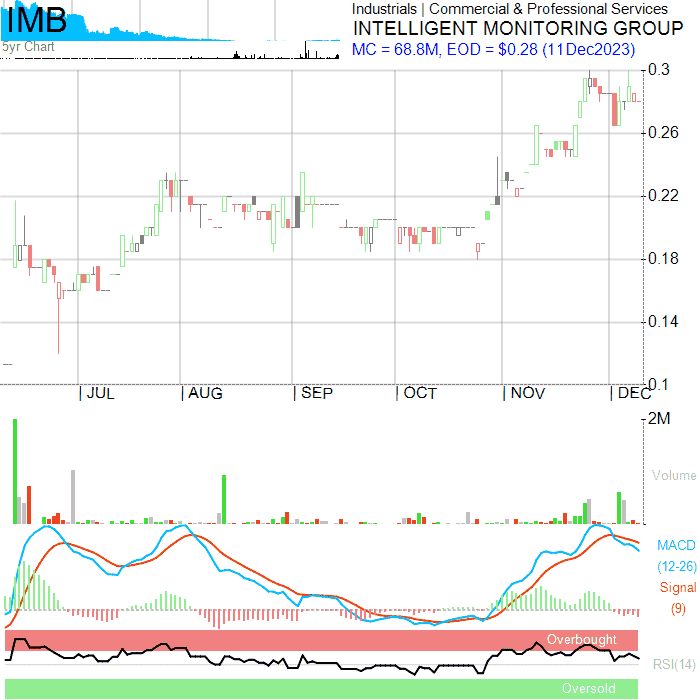 IMB
5yr Chart
Industrials | Commercial & Professional Services
INTELLIGENT MONITORING GROUP
MC = 68.8M, EOD = $0.28 (11Dec2023)
0.3
0.26
0.22
0.18
0.14
0.1
JUL AUG SEP OCT NOV DEC
2M
Volume
MACD
(12-26)
Signal
(9)
Overbought
RSI(14)
Oversold